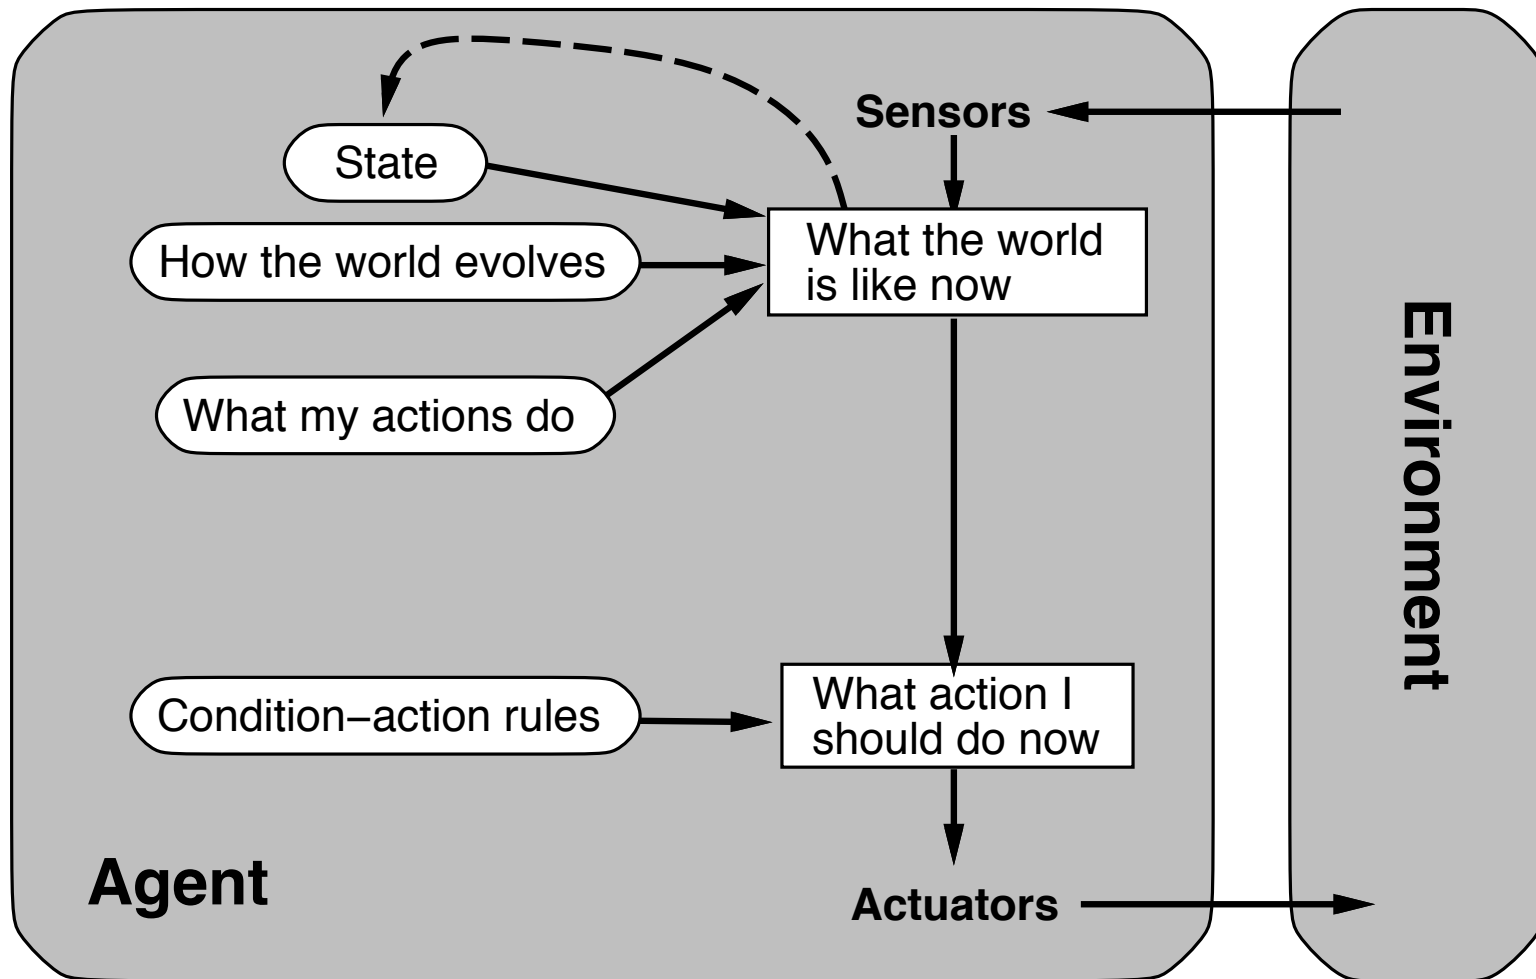 Sensors
State
What the world
is like now
How the world evolves
What my actions do
Condition−action rules
What action I
should do now
Agent
Actuators
Environment